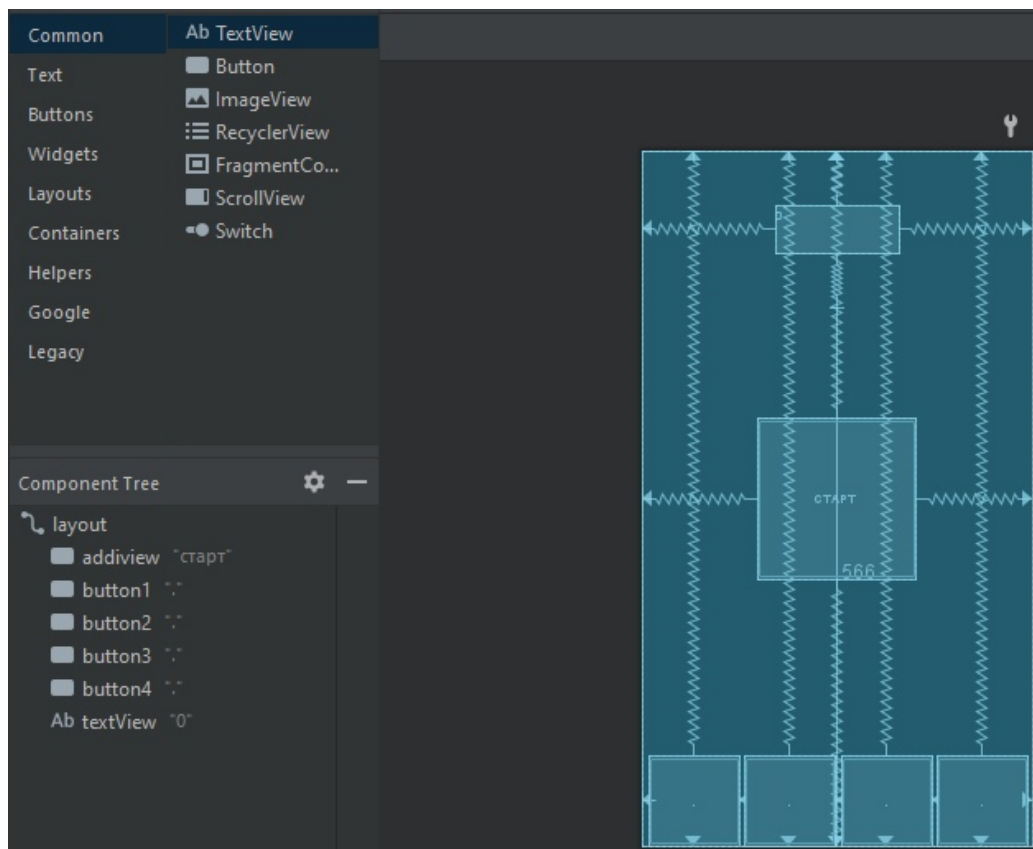 Common
Text
Buttons
Widgets
Layouts
Containers
Helpers
Google
Legacy
Ab TextView
Button
ImageView
RecyclerView
FragmentCo...
ScrollView
Switch
Component Tree
layout
addiview "старт"
button1 "."
button2 "."
button3 "."
button4 "."
Ab textView "0"
0
СТАРТ
566
.
.
.
.